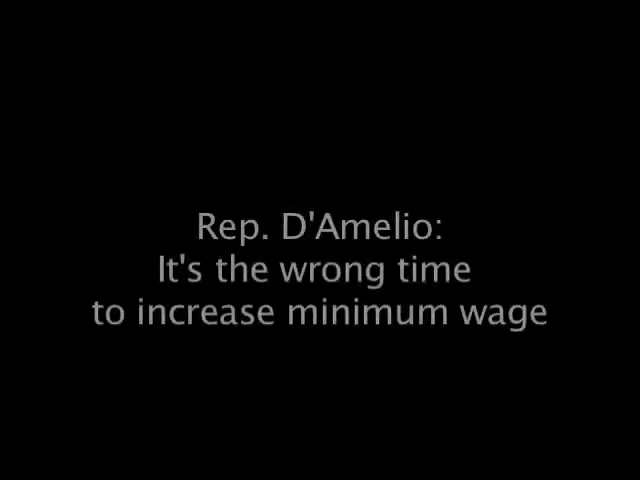 Rep. D'Amelio:
It's the wrong time
to increase minimum wage